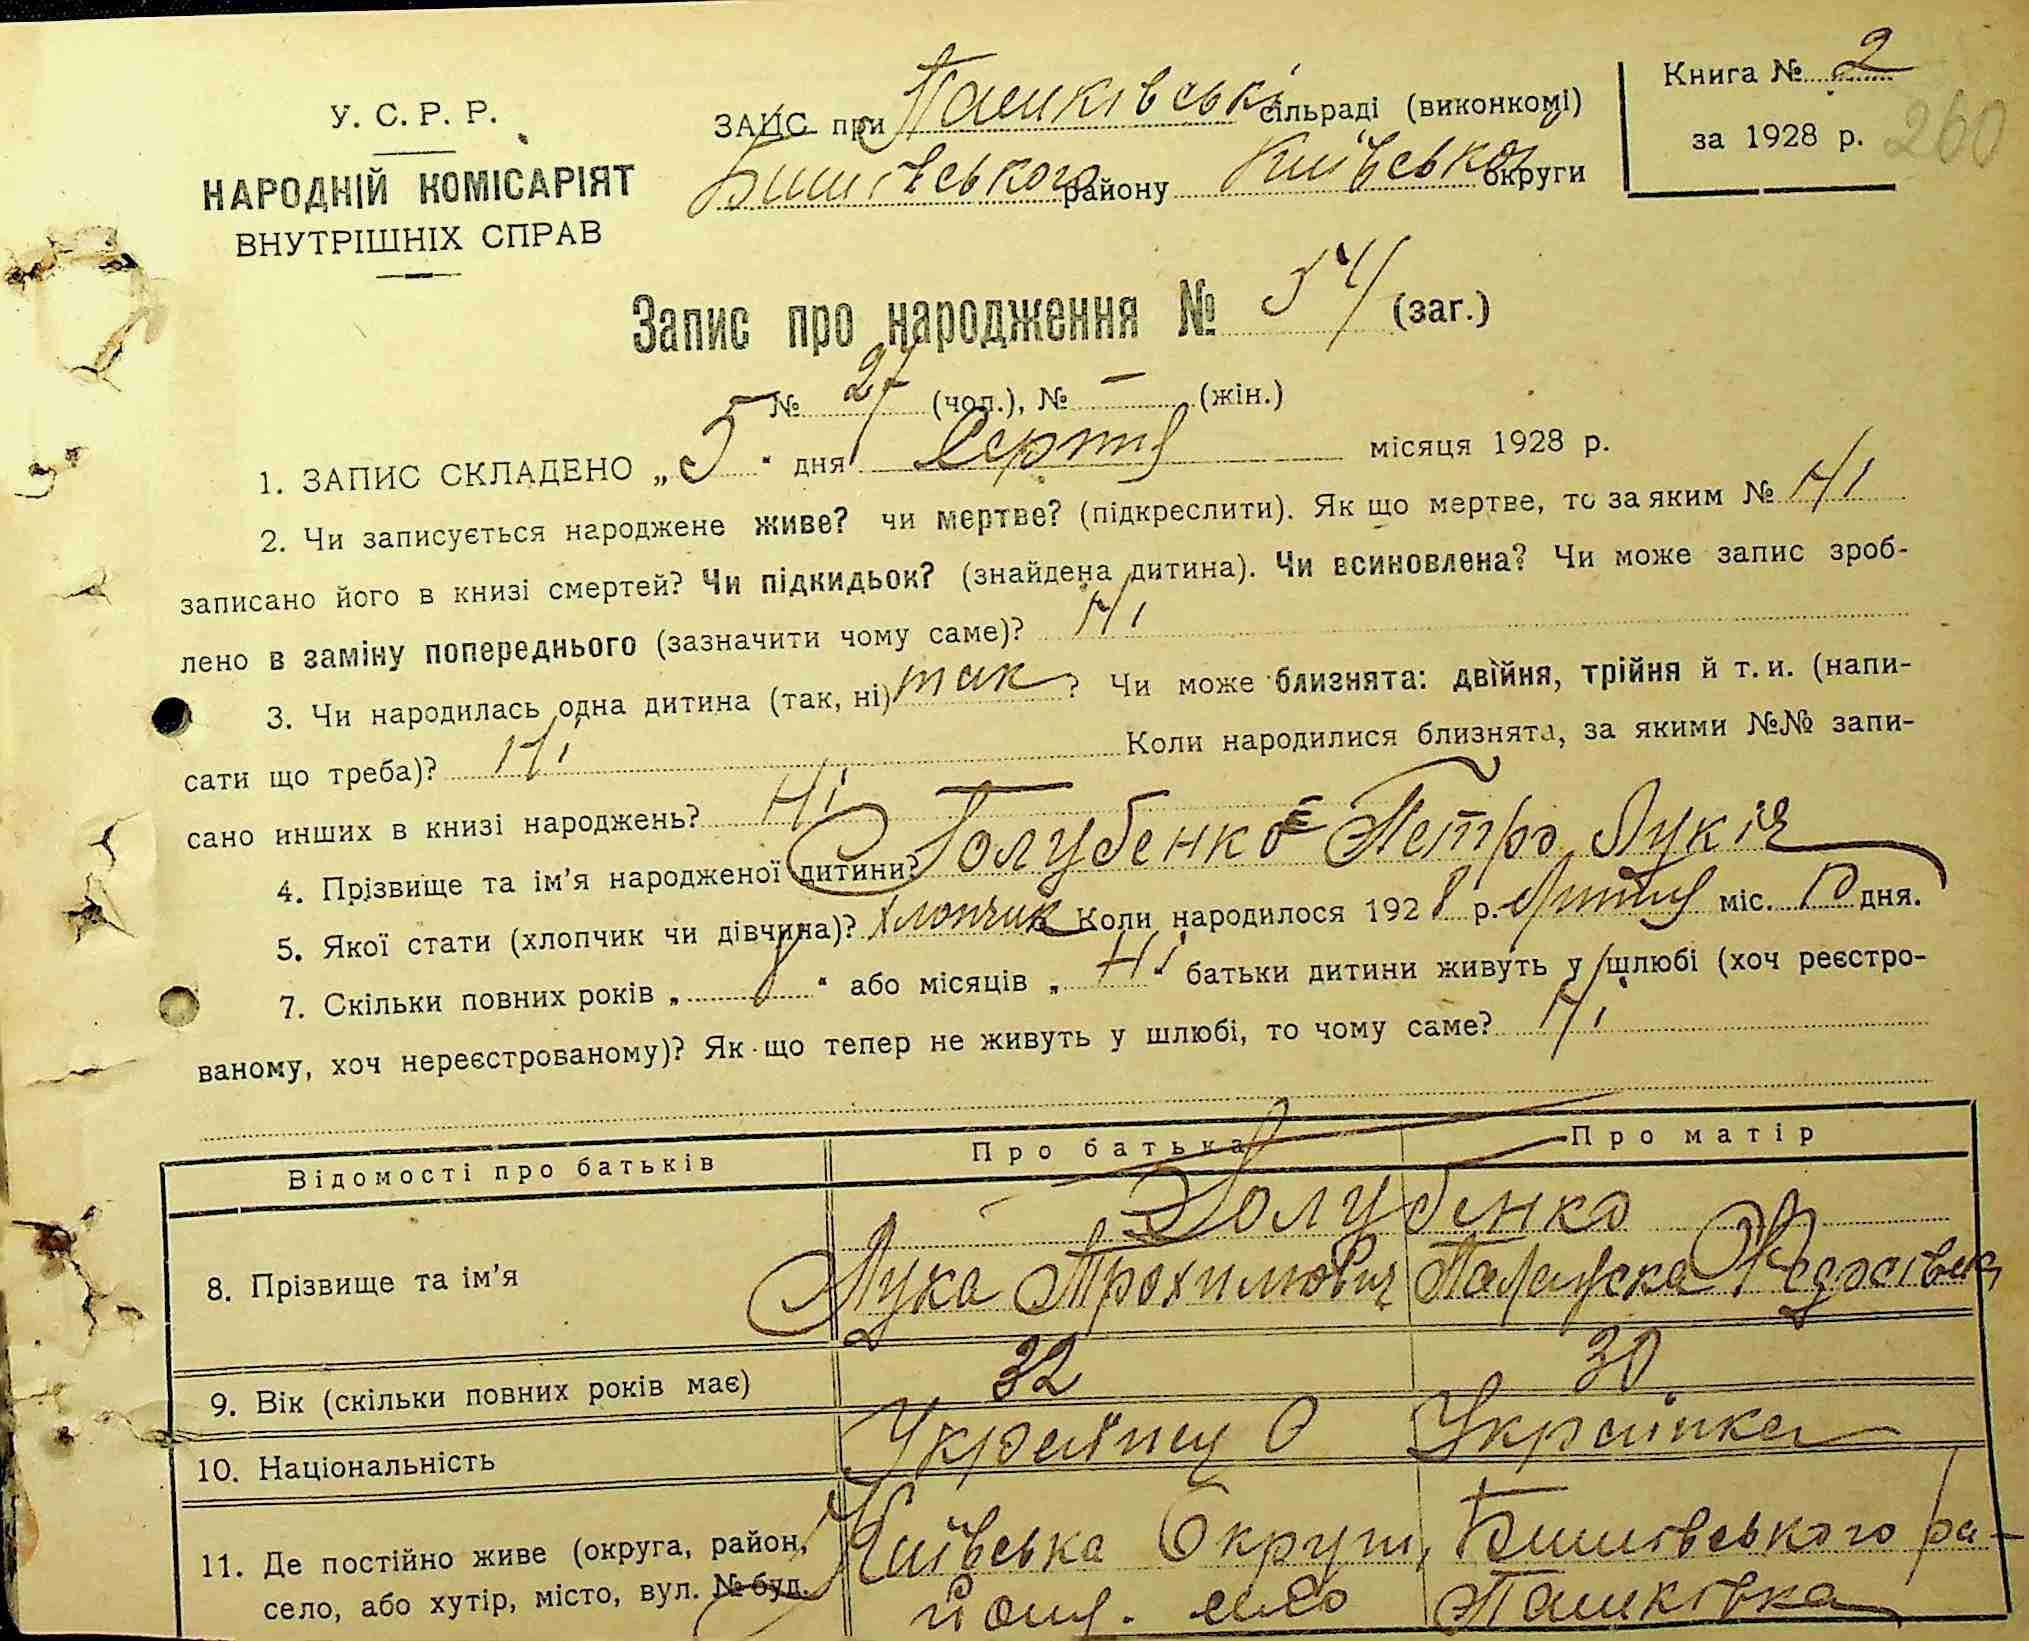 Книга № 2
за 1928 р.
260
У. С. Р. Р.
НАРОДНІЙ КОМІСАРІЯТ
ВНУТРІШНІХ СПРАВ
ЗАПИС при Пашківські сільраді (виконкомі)
Бишівського району Київської округи
Запис про народження № 54 (заг.)
№ 27 (чол.), № — (жін.)
1. ЗАПИС СКЛАДЕНО „5“ дня Серпня місяця 1928 р.
2. Чи записується народжене живе? чи мертве? (підкреслити). Як що мертве, то за яким № Ні
записано його в книзі смертей? Чи підкидьок? (знайдена дитина). Чи всиновлена? Чи може запис зроб-
лено в заміну попереднього (зазначити чому саме)? Ні
3. Чи народилась одна дитина (так, ні) так? Чи може близнята: двійня, трійня й т. и. (напи-
сати що треба)? Ні Коли народилися близнята, за якими №№ запи-
сано инших в книзі народжень? Ні
4. Прізвище та ім’я народженої дитини? Голубенко Петро Лукіч
5. Якої стати (хлопчик чи дівчина)? хлопчик Коли народилося 1928 р. міс. 10 дня.
7. Скільки повних років „ “ або місяців „Ні“ батьки дитини живуть у шлюбі (хоч реєстро-
ваному, хоч нереєстрованому)? Як що тепер не живуть у шлюбі, то чому саме? Ні
Відомості про батьків Про батька Про матір
Голубенко
8. Прізвище та ім’я Лука Трохимович Параска
9. Вік (скільки повних років має) 32 30
10. Національність Українец Українка
11. Де постійно живе (округа, район, Київська Округи, Бишівського ра-
село, або хутір, місто, вул. № буд. йону. село Пашківка